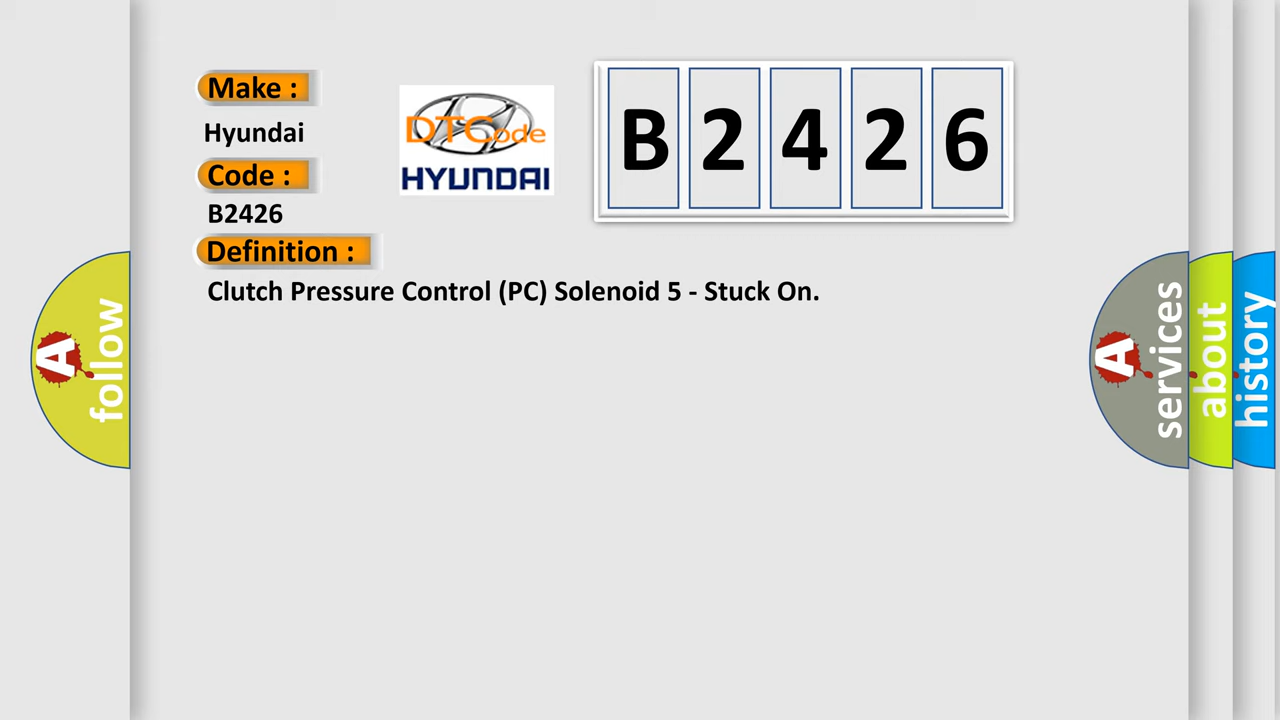 Make :
Hyundai
Code :
B2426
Definition :
Clutch Pressure Control (PC) Solenoid 5 - Stuck On.
DTCode
HYUNDAI
B 2 4 2 6
A
follow
A
services
about
history